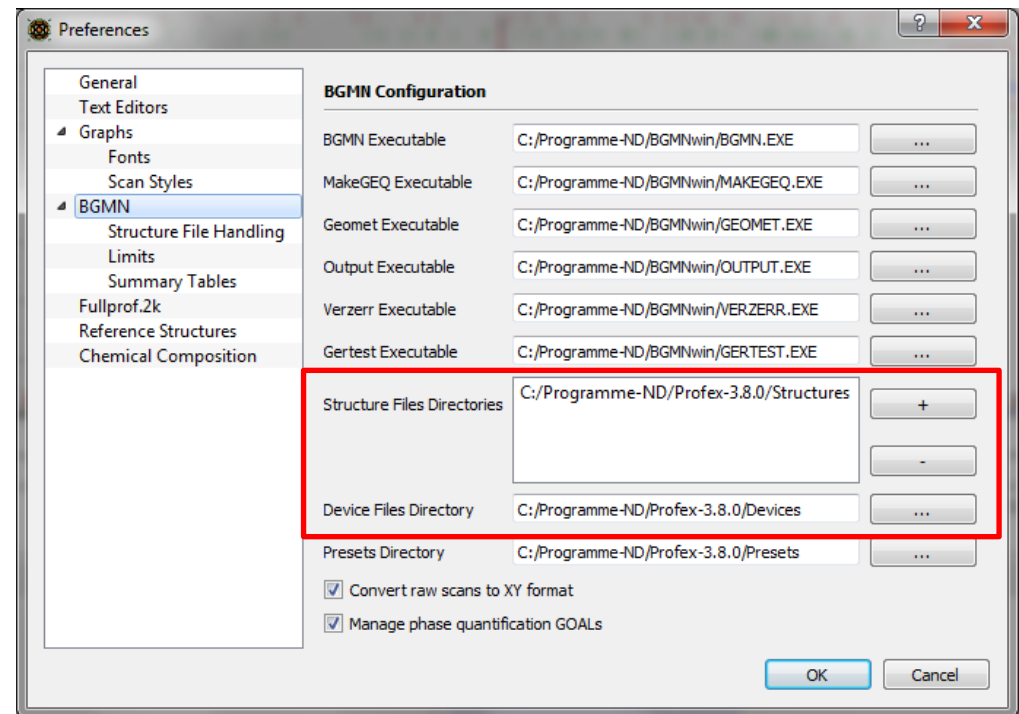 Preferences
?
X
General
Text Editors
Graphs
Fonts
Scan Styles
BGMN
Structure File Handling
Limits
Summary Tables
Fullprof.2k
Reference Structures
Chemical Composition
BGMN Configuration
BGMN Executable C:/Programme-ND/BGMNwin/BGMN.EXE ...
MakeGEQ Executable C:/Programme-ND/BGMNwin/MAKEGEQ.EXE ...
Geomet Executable C:/Programme-ND/BGMNwin/GEOMET.EXE ...
Output Executable C:/Programme-ND/BGMNwin/OUTPUT.EXE ...
Verzerr Executable C:/Programme-ND/BGMNwin/VERZERR.EXE ...
Gertest Executable C:/Programme-ND/BGMNwin/GERTEST.EXE ...
Structure Files Directories C:/Programme-ND/Profex-3.8.0/Structures +
-
Device Files Directory C:/Programme-ND/Profex-3.8.0/Devices ...
Presets Directory C:/Programme-ND/Profex-3.8.0/Presets ...
Convert raw scans to XY format
Manage phase quantification GOALs
OK Cancel